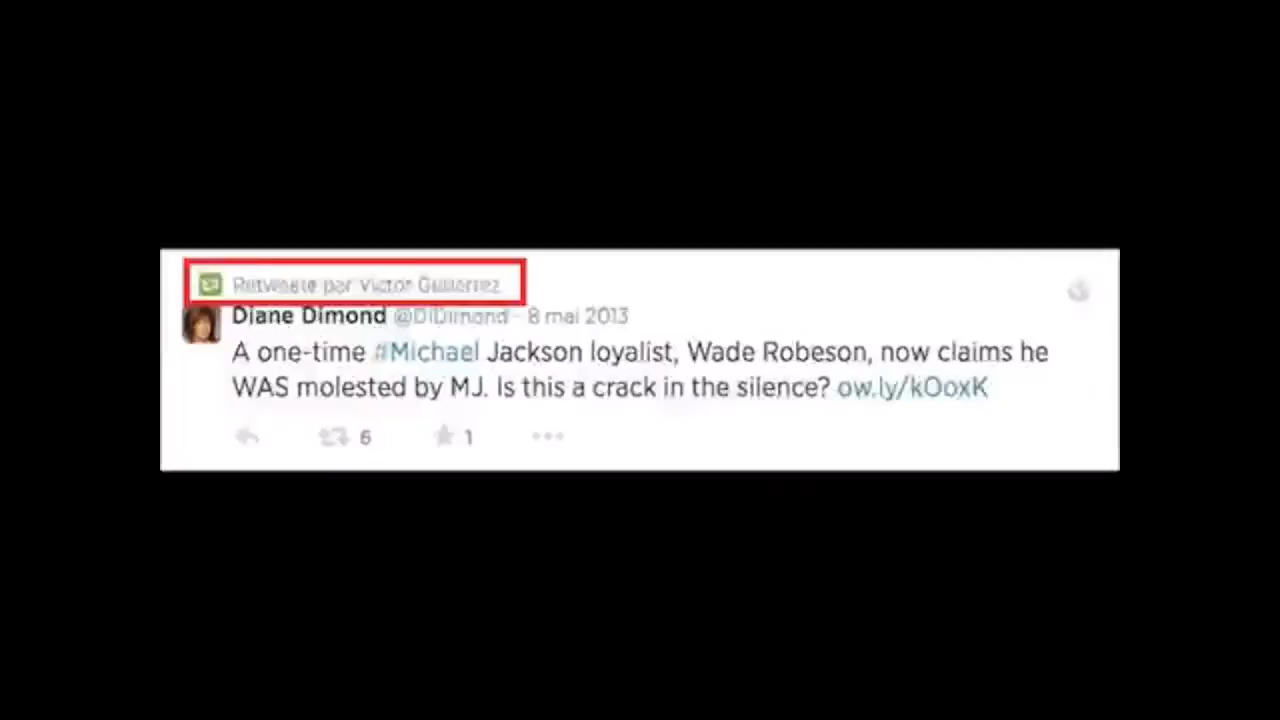 Retweeté par Victor Gutierrez
Diane Dimond @DiDimond · 8 mai 2013
A one-time #Michael Jackson loyalist, Wade Robeson, now claims he
WAS molested by MJ. Is this a crack in the silence? ow.ly/kOoxK
6 1